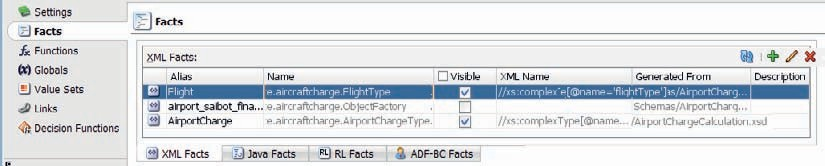 Settings
Facts
Functions
Globals
Value Sets
Links
Decision Functions
Facts
XML Facts:
Alias Name Visible XML Name Generated From Description
Flight e.aircraftcharge.FlightType //xs:complexTe[@name='flightType']as/AirportCharg...
airport_saibot_fina... e.aircraftcharge.ObjectFactory Schemas/AirportCharg...
AirportCharge e.aircraftcharge.AirportChargeType. //xs:complexType[@name... /AirportChargeCalculation.xsd
XML Facts Java Facts RL Facts ADF-BC Facts